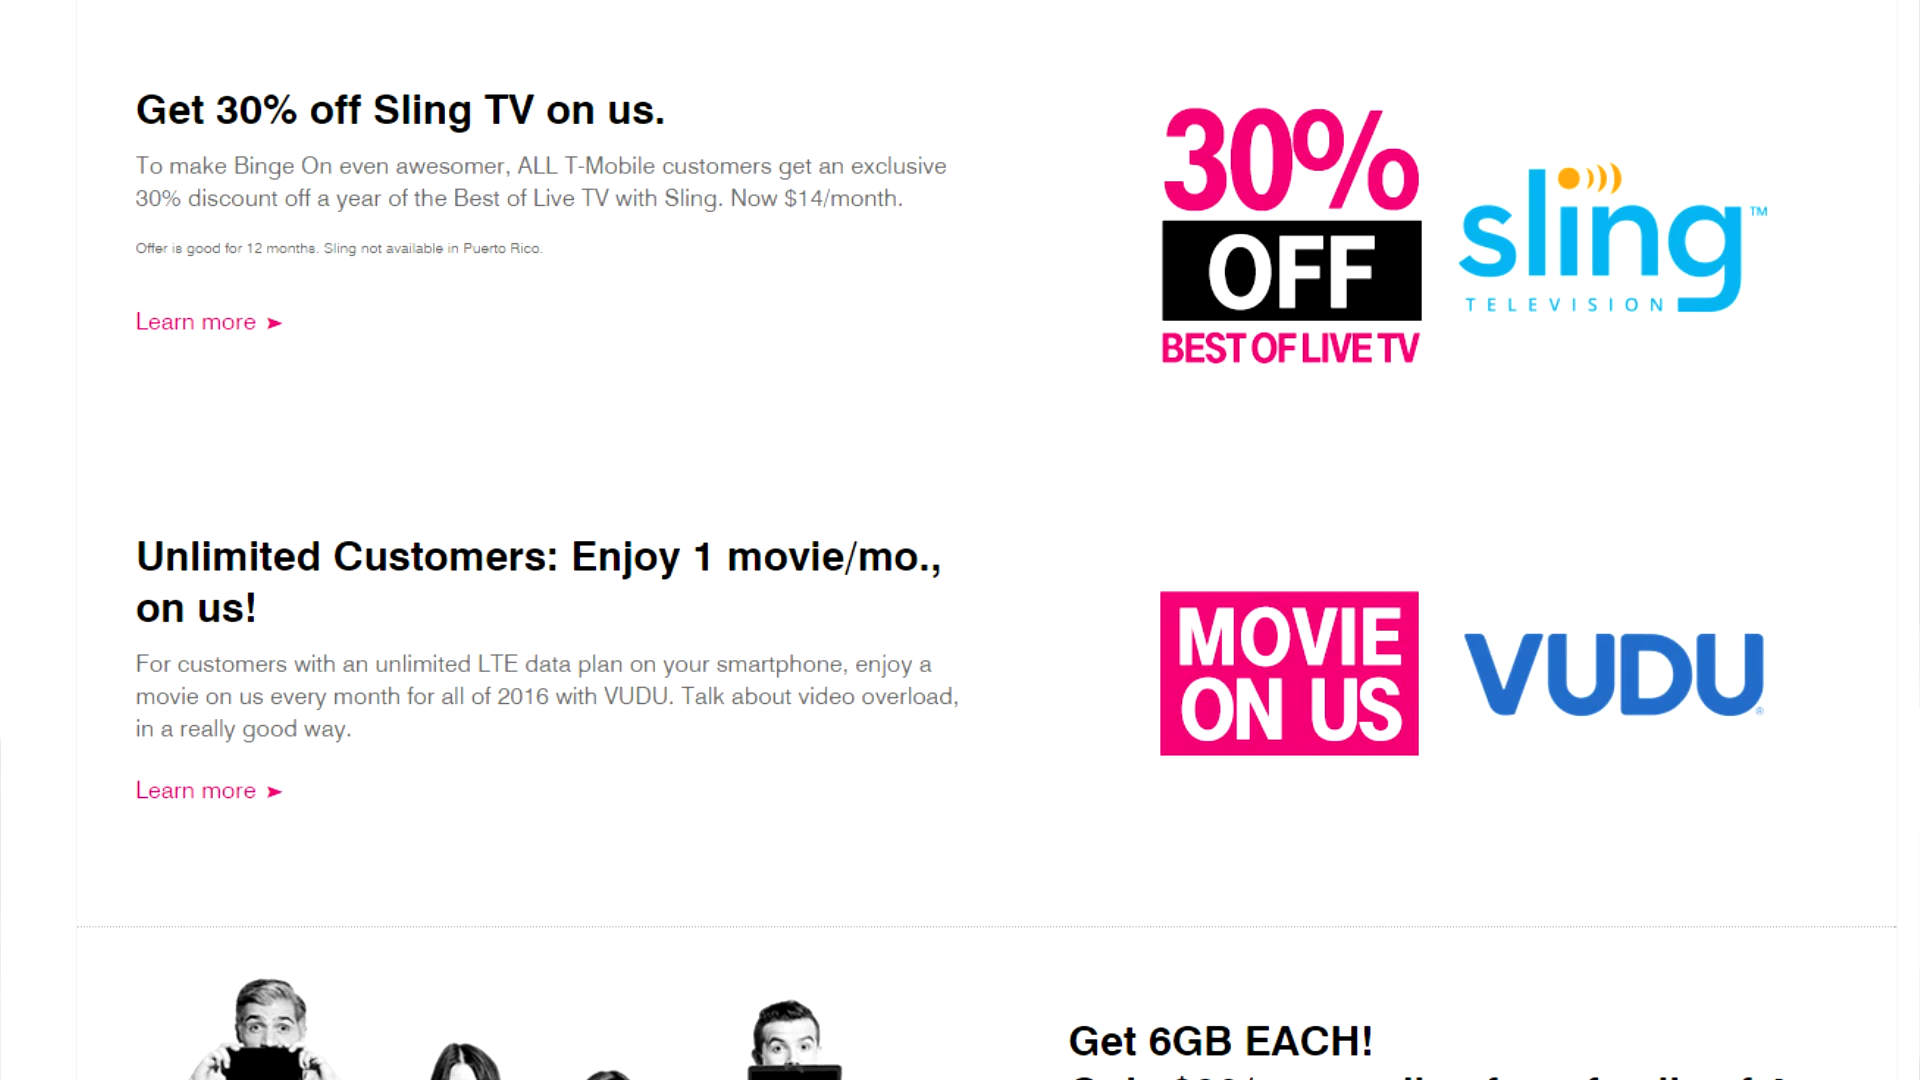 Get 30% off Sling TV on us.
To make Binge On even awesomer, ALL T-Mobile customers get an exclusive
30% discount off a year of the Best of Live TV with Sling. Now $14/month.
Offer is good for 12 months. Sling not available in Puerto Rico.
Learn more ➤
30%
OFF
BEST OF LIVE TV
sling™
TELEVISION
Unlimited Customers: Enjoy 1 movie/mo.,
on us!
For customers with an unlimited LTE data plan on your smartphone, enjoy a
movie on us every month for all of 2016 with VUDU. Talk about video overload,
in a really good way.
Learn more ➤
MOVIE
ON US
VUDU®
Get 6GB EACH!